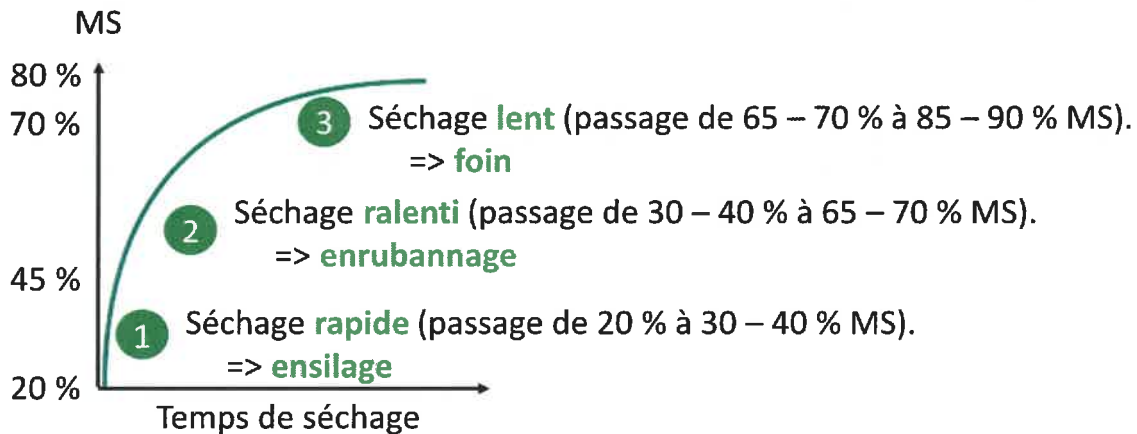 MS
80 %
70 %
3 Séchage lent (passage de 65 – 70 % à 85 – 90 % MS).
=> foin
2 Séchage ralenti (passage de 30 – 40 % à 65 – 70 % MS).
=> enrubannage
45 %
1 Séchage rapide (passage de 20 % à 30 – 40 % MS).
=> ensilage
20 %
Temps de séchage